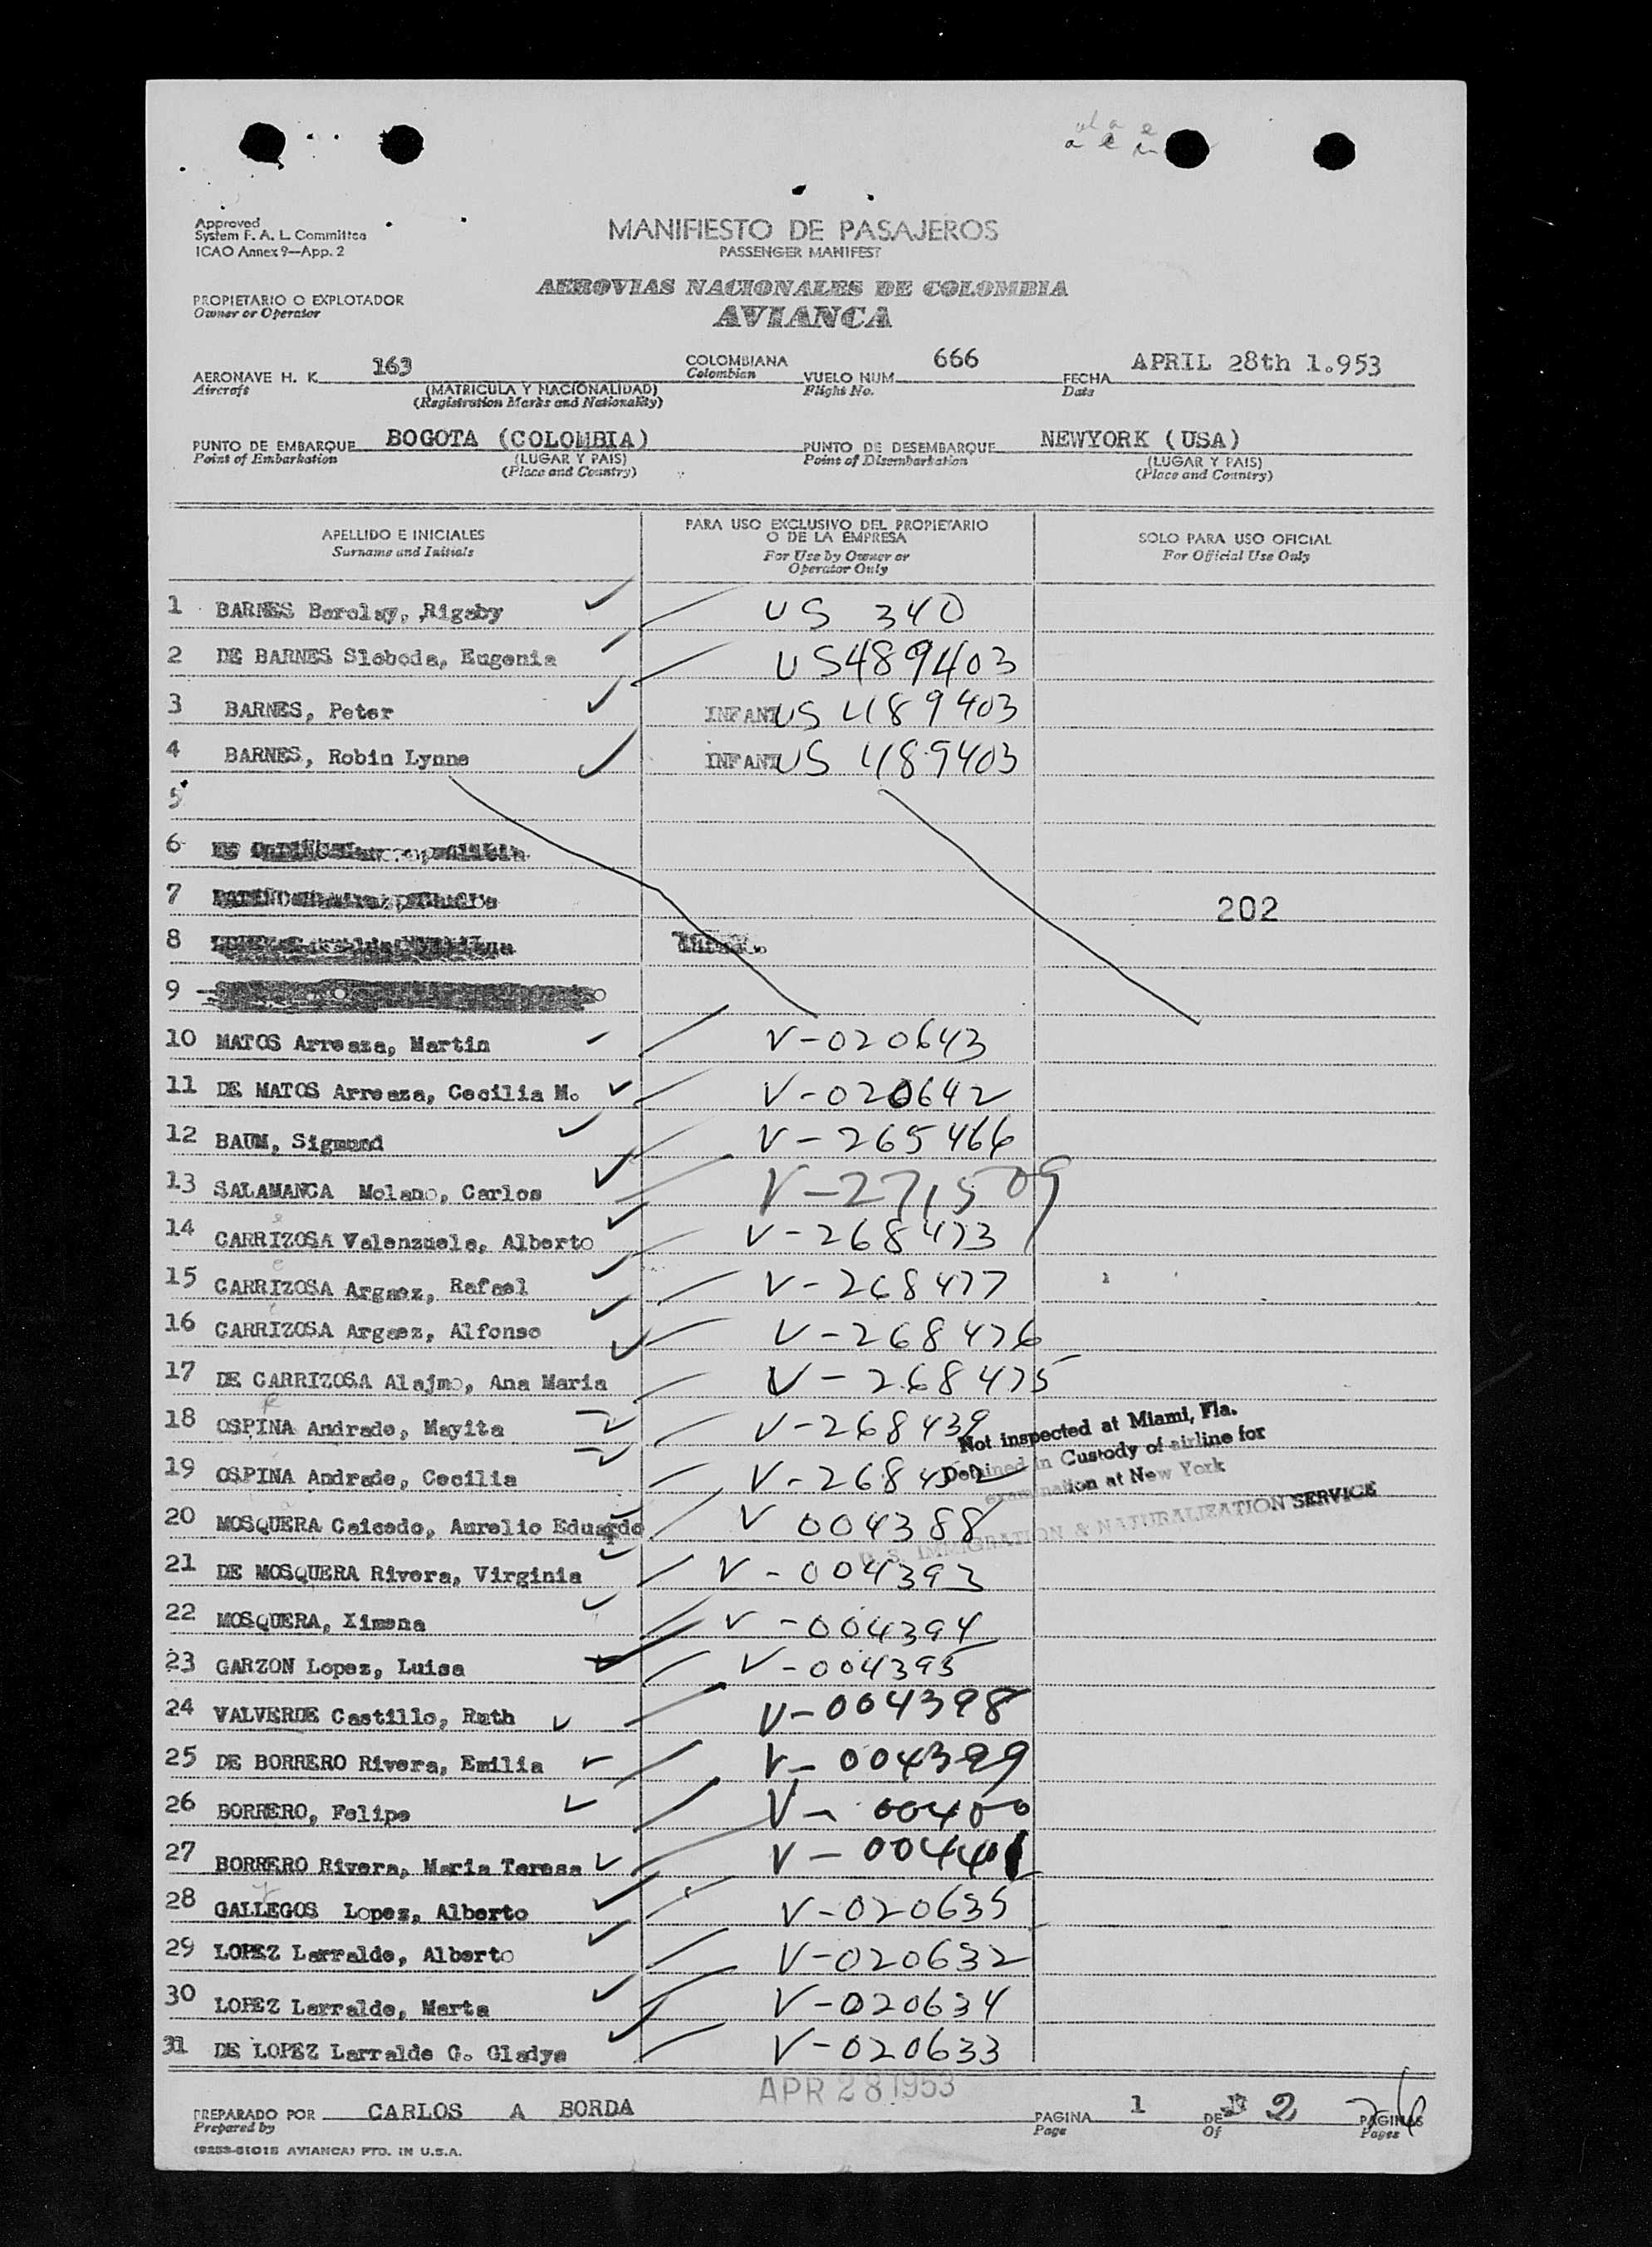 Approved
System F. A. L. Committee
ICAO Annex 9—App. 2
MANIFIESTO DE PASAJEROS
PASSENGER MANIFEST
PROPIETARIO O EXPLOTADOR
Owner or Operator
AEROVIAS NACIONALES DE COLOMBIA
AVIANCA
AERONAVE H. K. 163 COLOMBIANA VUELO NUM. 666 FECHA APRIL 28th 1.953
Aircraft (MATRICULA Y NACIONALIDAD) Colombian Flight No. Date
(Registration Marks and Nationality)
PUNTO DE EMBARQUE BOGOTA (COLOMBIA) PUNTO DE DESEMBARQUE NEWYORK (USA)
Point of Embarkation (LUGAR Y PAIS) Point of Disembarkation (LUGAR Y PAIS)
(Place and Country) (Place and Country)
APELLIDO E INICIALES
Surname and Initials
PARA USO EXCLUSIVO DEL PROPIETARIO
O DE LA EMPRESA
For Use by Owner or
Operator Only
SOLO PARA USO OFICIAL
For Official Use Only
1 BARNES Barclay, Rigsby US 340
2 DE BARNES Sloboda, Eugenia US489403
3 BARNES, Peter INFANT US 489403
4 BARNES, Robin Lynne INFANT US 489403
5
6
7 202
8
9
10 MATOS Arreaza, Martin V-020643
11 DE MATOS Arreaza, Cecilia M. V-020642
12 BAUM, Sigmund V-265466
13 SALAMANCA Molano, Carlos V-271509
14 CARRIZOSA Valenzuela, Alberto V-268473
15 CARRIZOSA Argaez, Rafael V-268477
16 CARRIZOSA Argaez, Alfonso V-268476
17 DE CARRIZOSA Alajmo, Ana Maria V-268475
18 OSPINA Andrade, Mayita V-268439
Not inspected at Miami, Fla.
Detained in Custody of airline for
examination at New York
U. S. IMMIGRATION & NATURALIZATION SERVICE
19 OSPINA Andrade, Cecilia
20 MOSQUERA Caicedo, Aurelio Eduardo V 004388
21 DE MOSQUERA Rivera, Virginia V-004393
22 MOSQUERA, Ximena V-004394
23 GARZON Lopez, Luisa V-004395
24 VALVERDE Castillo, Ruth V-004398
25 DE BORRERO Rivera, Emilia V-004399
26 BORRERO, Felipe V-00400
27 BORRERO Rivera, Maria Teresa V-004401
28 GALLEGOS Lopez, Alberto V-020635
29 LOPEZ Larralde, Alberto V-020632
30 LOPEZ Larralde, Marta V-020634
31 DE LOPEZ Larralde G. Gladys V-020633
APR 28 1953
PREPARADO POR CARLOS A BORDA PAGINA 1 DE 2 PAGINAS
Prepared by Page Of Pages
AVIANCA) PTD. IN U.S.A.